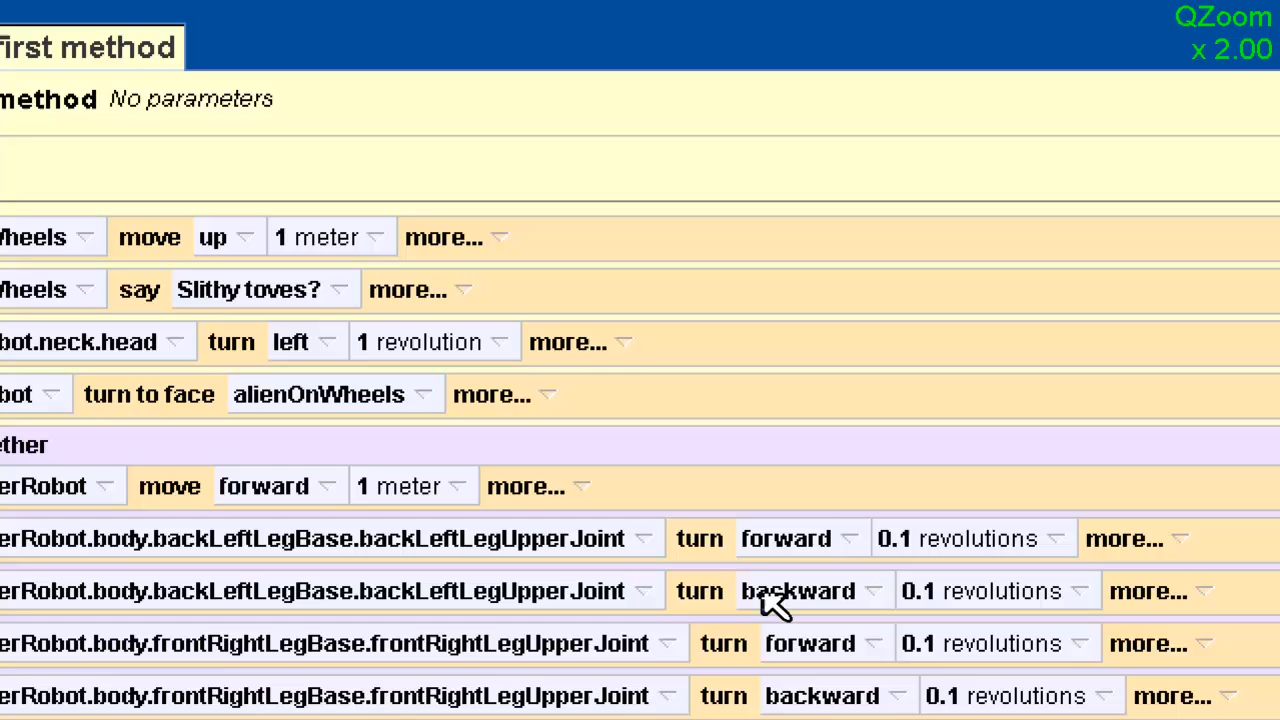 QZoom
first method
x 2.00
method No parameters
Wheels move up 1 meter more...
Wheels say Slithy toves? more...
bot.neck.head turn left 1 revolution more...
bot turn to face alienOnWheels more...
ether
erRobot move forward 1 meter more...
erRobot.body.backLeftLegBase.backLeftLegUpperJoint turn forward 0.1 revolutions more...
erRobot.body.backLeftLegBase.backLeftLegUpperJoint turn backward 0.1 revolutions more...
erRobot.body.frontRightLegBase.frontRightLegUpperJoint turn forward 0.1 revolutions more...
erRobot.body.frontRightLegBase.frontRightLegUpperJoint turn backward 0.1 revolutions more...